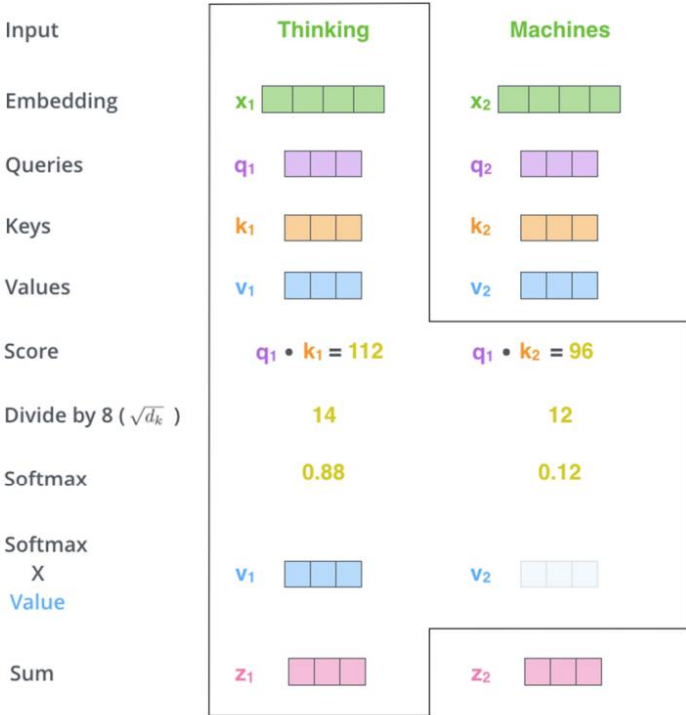 Input Thinking Machines
Embedding x₁ x₂
Queries q₁ q₂
Keys k₁ k₂
Values v₁ v₂
Score q₁ • k₁ = 112 q₁ • k₂ = 96
Divide by 8 ( √dₖ ) 14 12
Softmax 0.88 0.12
Softmax
X
Value v₁ v₂
Sum z₁ z₂